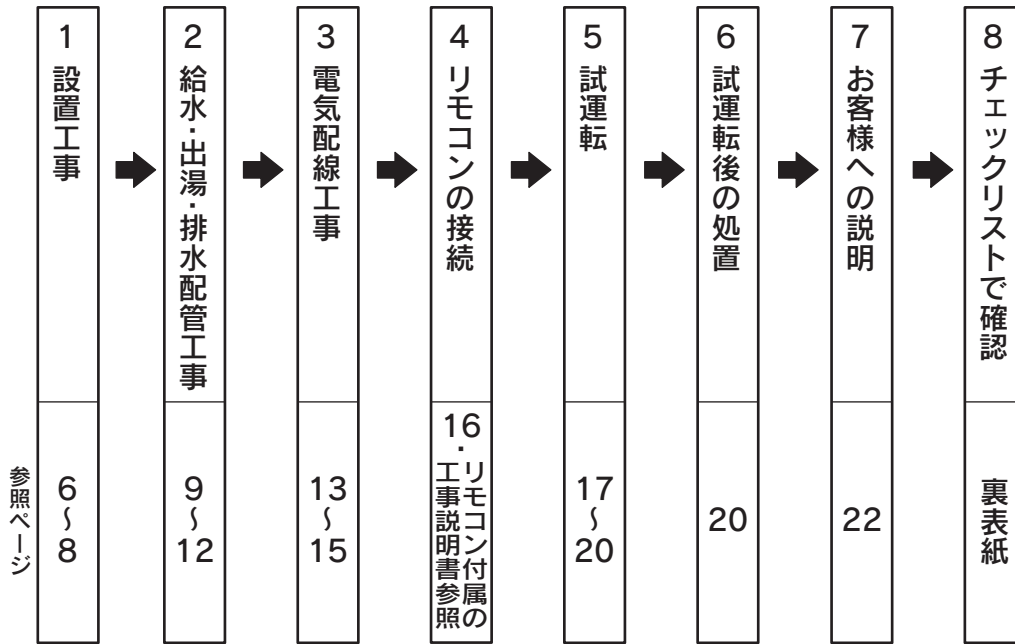 1 設置工事
2 給水・出湯・排水配管工事
3 電気配線工事
4 リモコンの接続
5 試運転
6 試運転後の処置
7 お客様への説明
8 チェックリストで確認
参照ページ
6～8
9～12
13～15
16・リモコン付属の
工事説明書参照
17～20
20
22
裏表紙